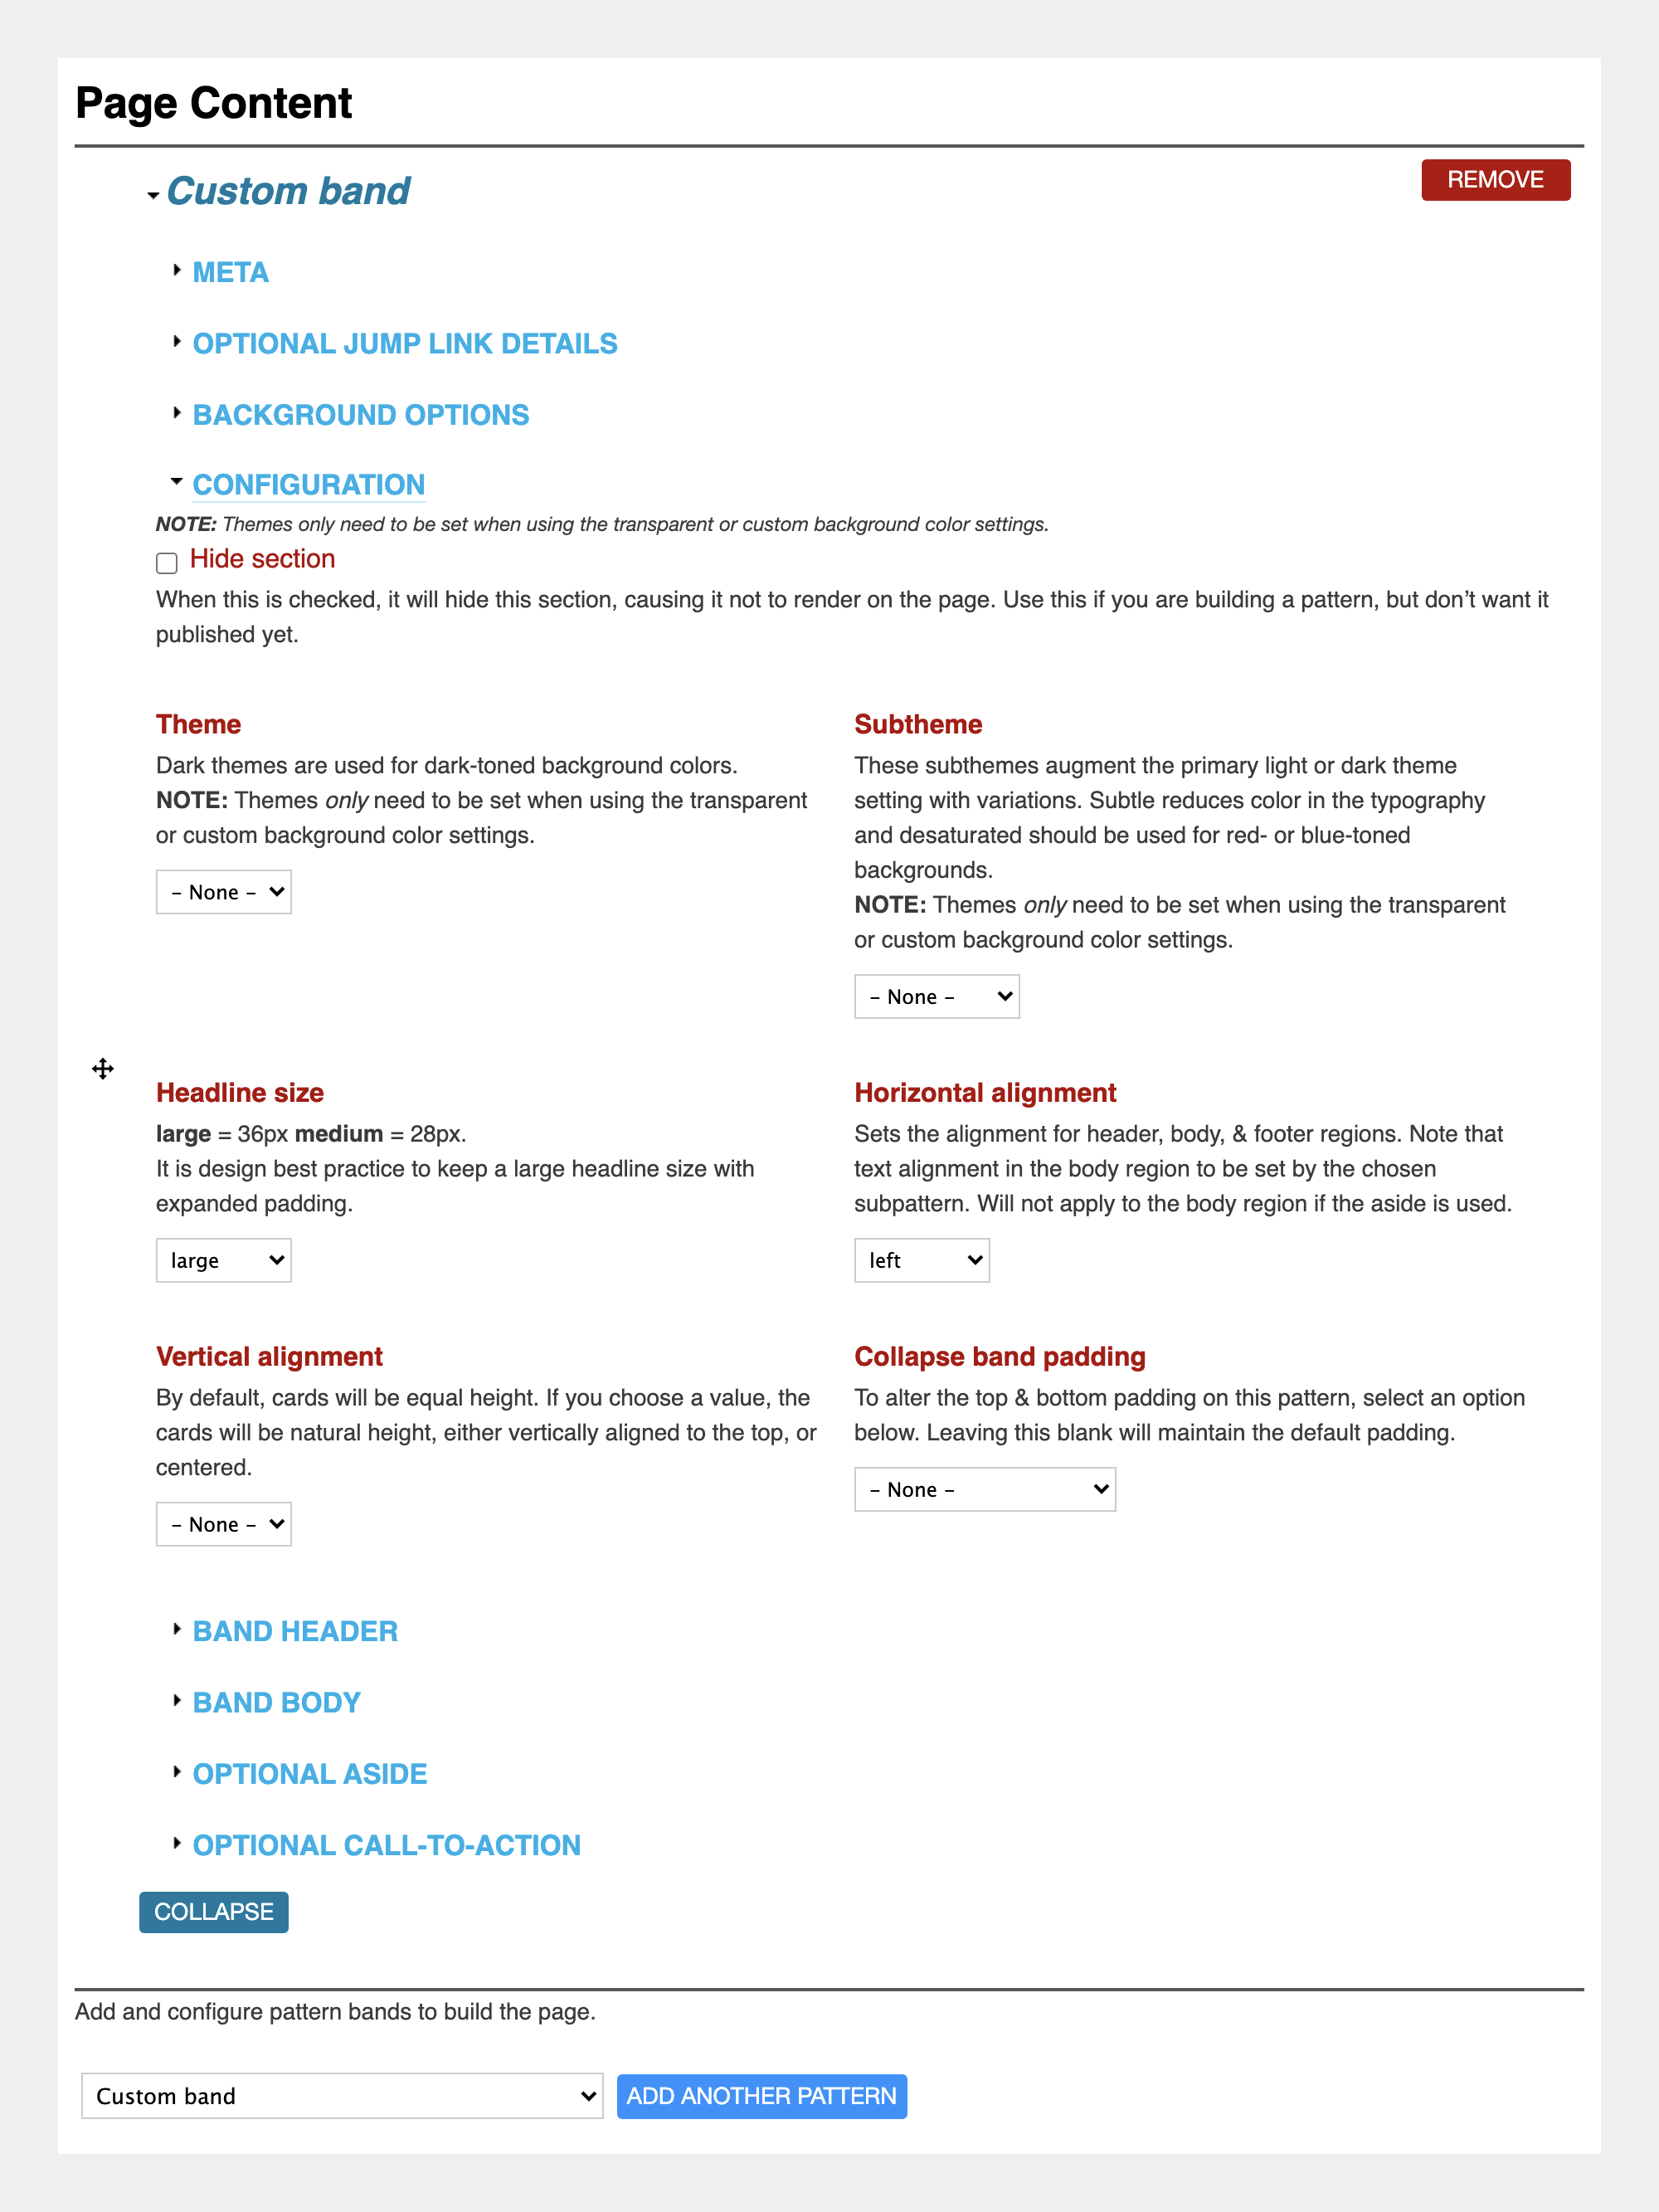 Page Content
Custom band
REMOVE
META
OPTIONAL JUMP LINK DETAILS
BACKGROUND OPTIONS
CONFIGURATION
NOTE: Themes only need to be set when using the transparent or custom background color settings.
Hide section
When this is checked, it will hide this section, causing it not to render on the page. Use this if you are building a pattern, but don’t want it
published yet.
Theme
Dark themes are used for dark-toned background colors.
NOTE: Themes only need to be set when using the transparent
or custom background color settings.
– None –
Subtheme
These subthemes augment the primary light or dark theme
setting with variations. Subtle reduces color in the typography
and desaturated should be used for red- or blue-toned
backgrounds.
NOTE: Themes only need to be set when using the transparent
or custom background color settings.
– None –
Headline size
large = 36px medium = 28px.
It is design best practice to keep a large headline size with
expanded padding.
large
Horizontal alignment
Sets the alignment for header, body, & footer regions. Note that
text alignment in the body region to be set by the chosen
subpattern. Will not apply to the body region if the aside is used.
left
Vertical alignment
By default, cards will be equal height. If you choose a value, the
cards will be natural height, either vertically aligned to the top, or
centered.
– None –
Collapse band padding
To alter the top & bottom padding on this pattern, select an option
below. Leaving this blank will maintain the default padding.
– None –
BAND HEADER
BAND BODY
OPTIONAL ASIDE
OPTIONAL CALL-TO-ACTION
COLLAPSE
Add and configure pattern bands to build the page.
Custom band
ADD ANOTHER PATTERN